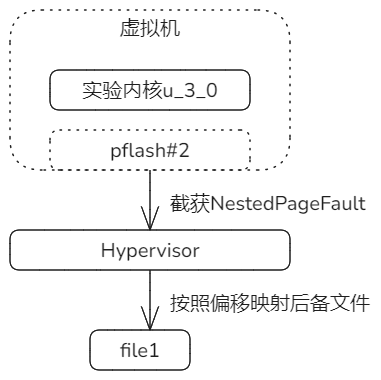 虚拟机
实验内核u_3_0
pflash#2
截获NestedPageFault
Hypervisor
按照偏移映射后备文件
file1